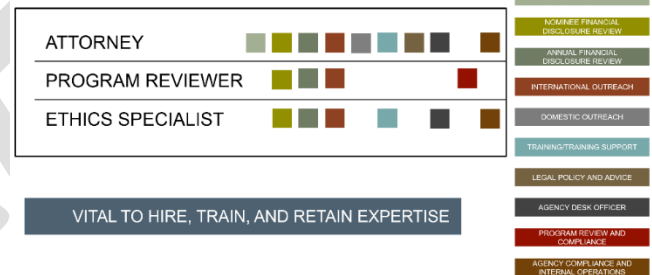 ATTORNEY
PROGRAM REVIEWER
ETHICS SPECIALIST
VITAL TO HIRE, TRAIN, AND RETAIN EXPERTISE
NOMINEE FINANCIAL
DISCLOSURE REVIEW
ANNUAL FINANCIAL
DISCLOSURE REVIEW
INTERNATIONAL OUTREACH
DOMESTIC OUTREACH
TRAINING/TRAINING SUPPORT
LEGAL POLICY AND ADVICE
AGENCY DESK OFFICER
PROGRAM REVIEW AND
COMPLIANCE
AGENCY COMPLIANCE AND
INTERNAL OPERATIONS